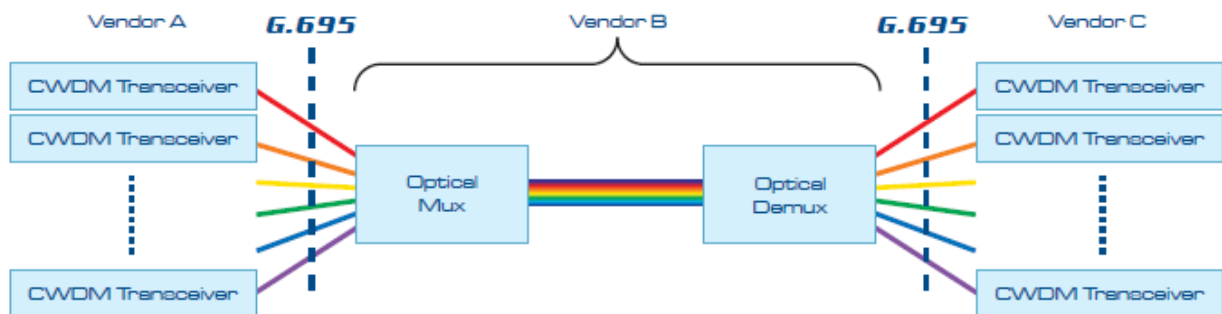 Vendor A
G.695
Vendor B
G.695
Vendor C
CWDM Transceiver
CWDM Transceiver
CWDM Transceiver
Optical
Mux
Optical
Demux
CWDM Transceiver
CWDM Transceiver
CWDM Transceiver